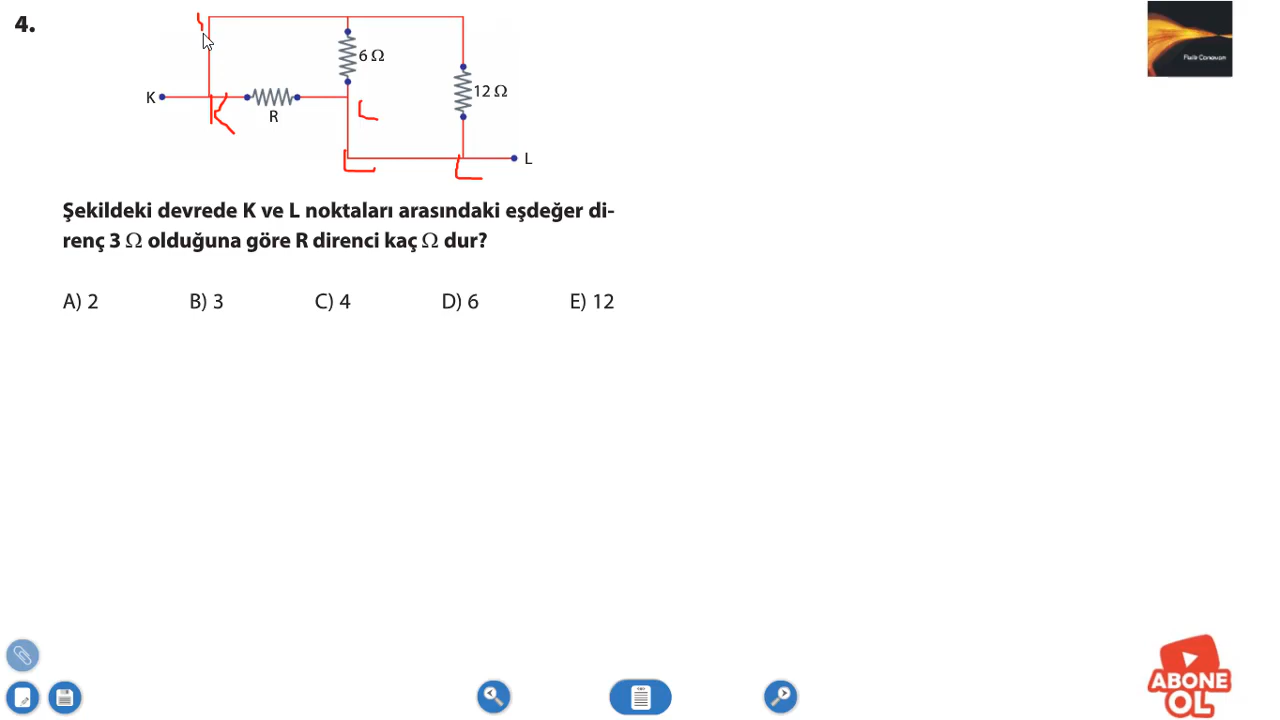 4.
6 Ω
12 Ω
K
R
K
L
L
L
L
Şekildeki devrede K ve L noktaları arasındaki eşdeğer di-
renç 3 Ω olduğuna göre R direnci kaç Ω dur?
A) 2 B) 3 C) 4 D) 6 E) 12
ABONE
OL